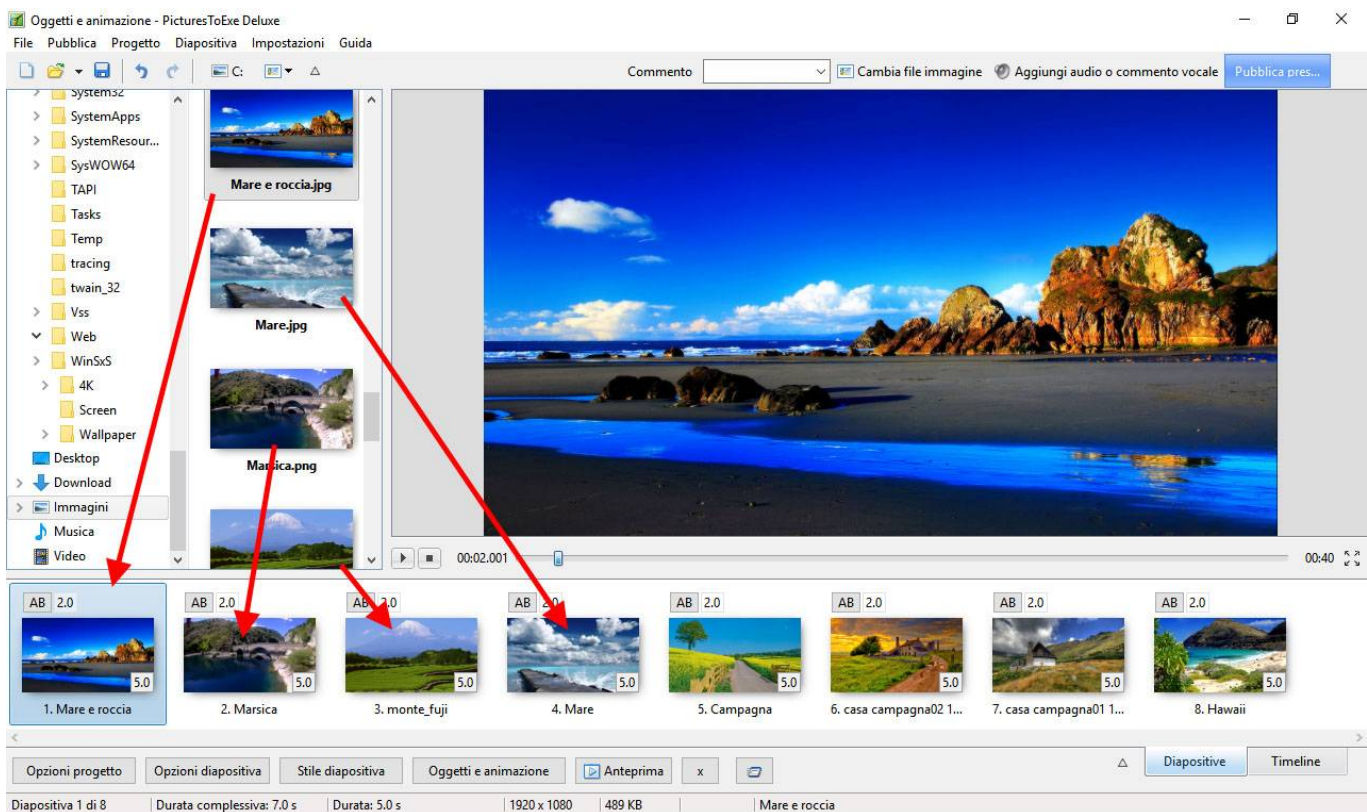 Oggetti e animazione - PicturesToExe Deluxe
File Pubblica Progetto Diapositiva Impostazioni Guida
C: Commento Cambia file immagine Aggiungi audio o commento vocale Pubblica pres...
System32
SystemApps
SystemResour...
SysWOW64
TAPI
Tasks
Temp
tracing
twain_32
Vss
Web
WinSxS
4K
Screen
Wallpaper
Desktop
Download
Immagini
Musica
Video
Mare e roccia.jpg
Mare.jpg
Marsica.png
00:02.001 00:40
AB 2.0 AB 2.0 AB 2.0 AB 2.0 AB 2.0 AB 2.0 AB 2.0 AB 2.0
5.0 5.0 5.0 5.0 5.0 5.0 5.0 5.0
1. Mare e roccia 2. Marsica 3. monte_fuji 4. Mare 5. Campagna 6. casa campagna02 1... 7. casa campagna01 1... 8. Hawaii
Opzioni progetto Opzioni diapositiva Stile diapositiva Oggetti e animazione Anteprima x Diapositive Timeline
Diapositiva 1 di 8 Durata complessiva: 7.0 s Durata: 5.0 s 1920 x 1080 489 KB Mare e roccia